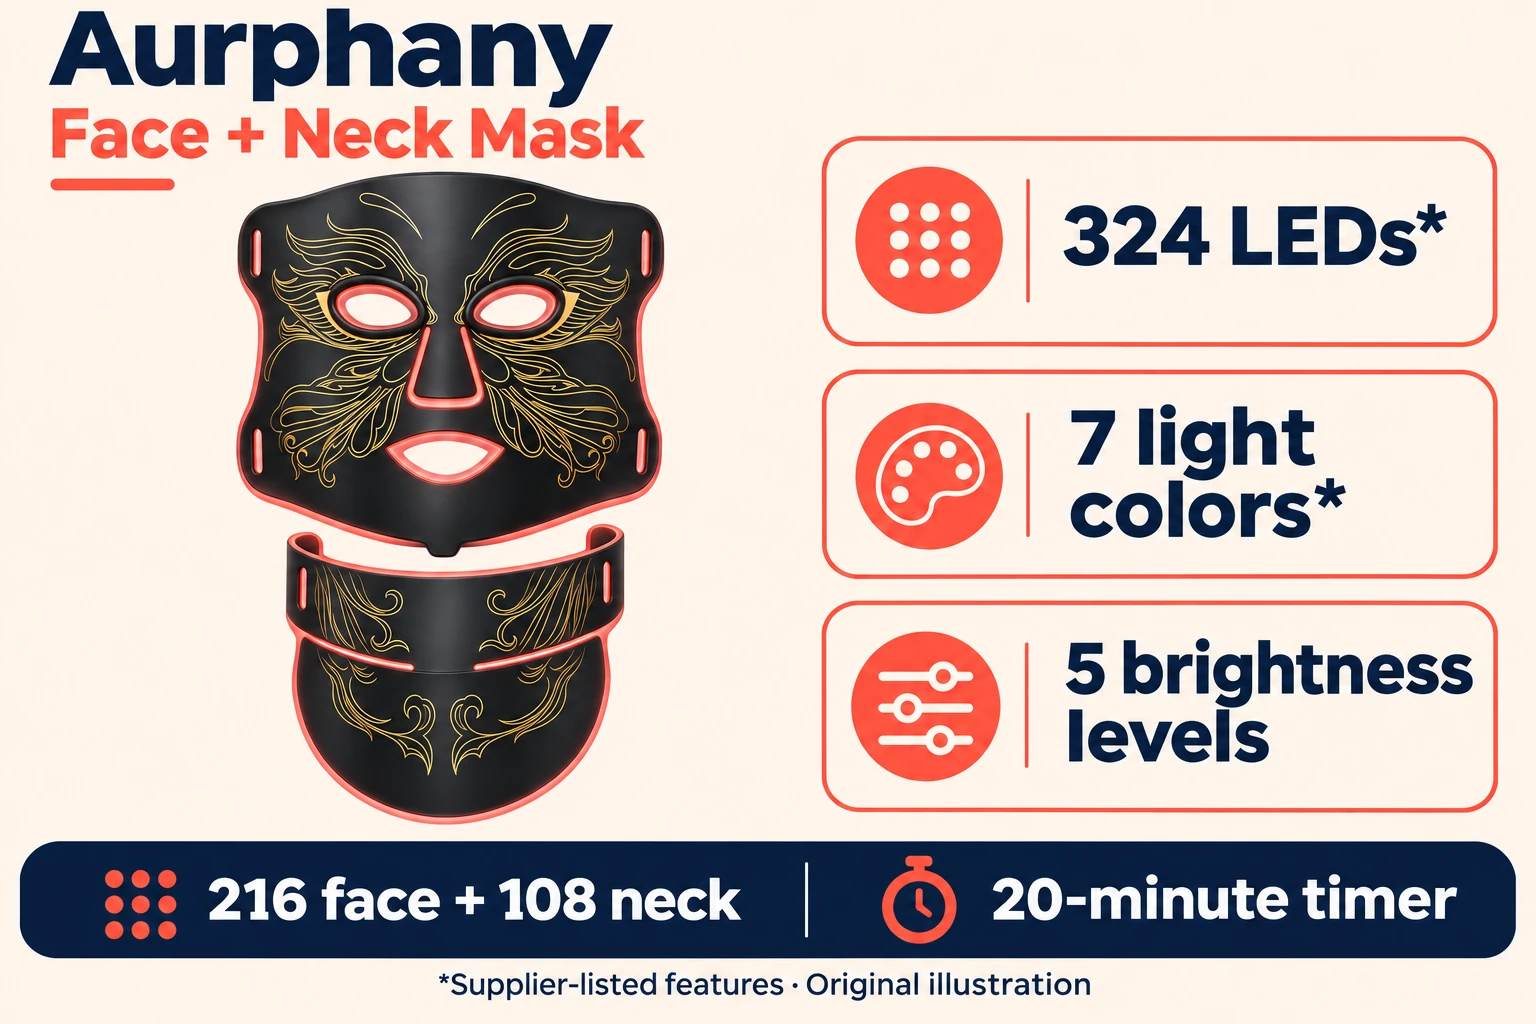 Aurphany
Face + Neck Mask
324 LEDs*
7 light
colors*
5 brightness
levels
216 face + 108 neck
20-minute timer
*Supplier-listed features · Original illustration